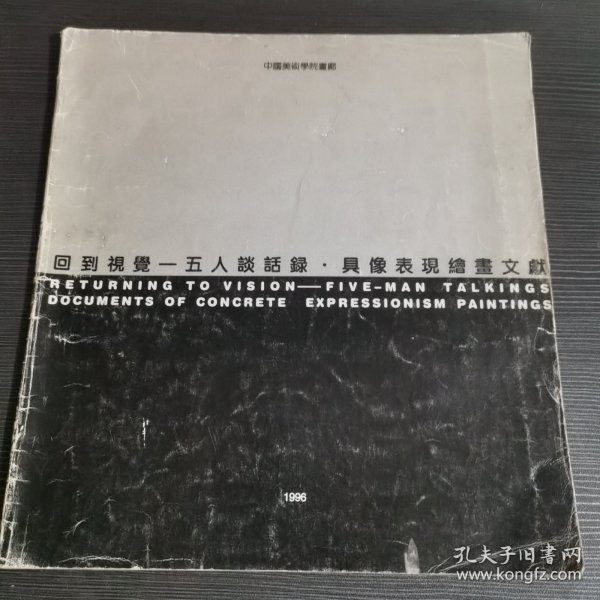 中國美術學院畫廊
回到視覺—五人談話録·具像表現繪畫文獻
RETURNING TO VISION—FIVE-MAN TALKINGS
DOCUMENTS OF CONCRETE EXPRESSIONISM PAINTINGS
1996
孔夫子旧书网
www.kongfz.com